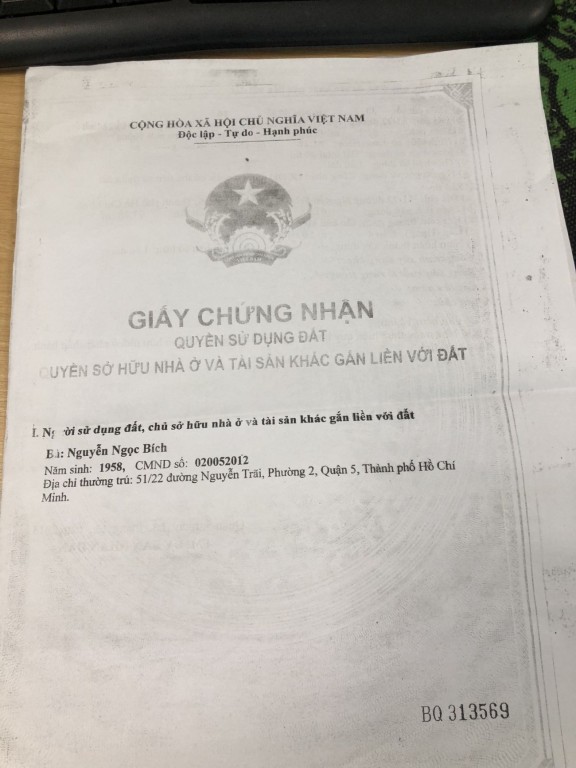 CỘNG HÒA XÃ HỘI CHỦ NGHĨA VIỆT NAM
Độc lập - Tự do - Hạnh phúc
GIẤY CHỨNG NHẬN
QUYỀN SỬ DỤNG ĐẤT
QUYỀN SỞ HỮU NHÀ Ở VÀ TÀI SẢN KHÁC GẮN LIỀN VỚI ĐẤT
I. Người sử dụng đất, chủ sở hữu nhà ở và tài sản khác gắn liền với đất
Bà: Nguyễn Ngọc Bích
Năm sinh: 1958, CMND số: 020052012
Địa chỉ thường trú: 51/22 đường Nguyễn Trãi, Phường 2, Quận 5, Thành phố Hồ Chí
Minh.
BQ 313569